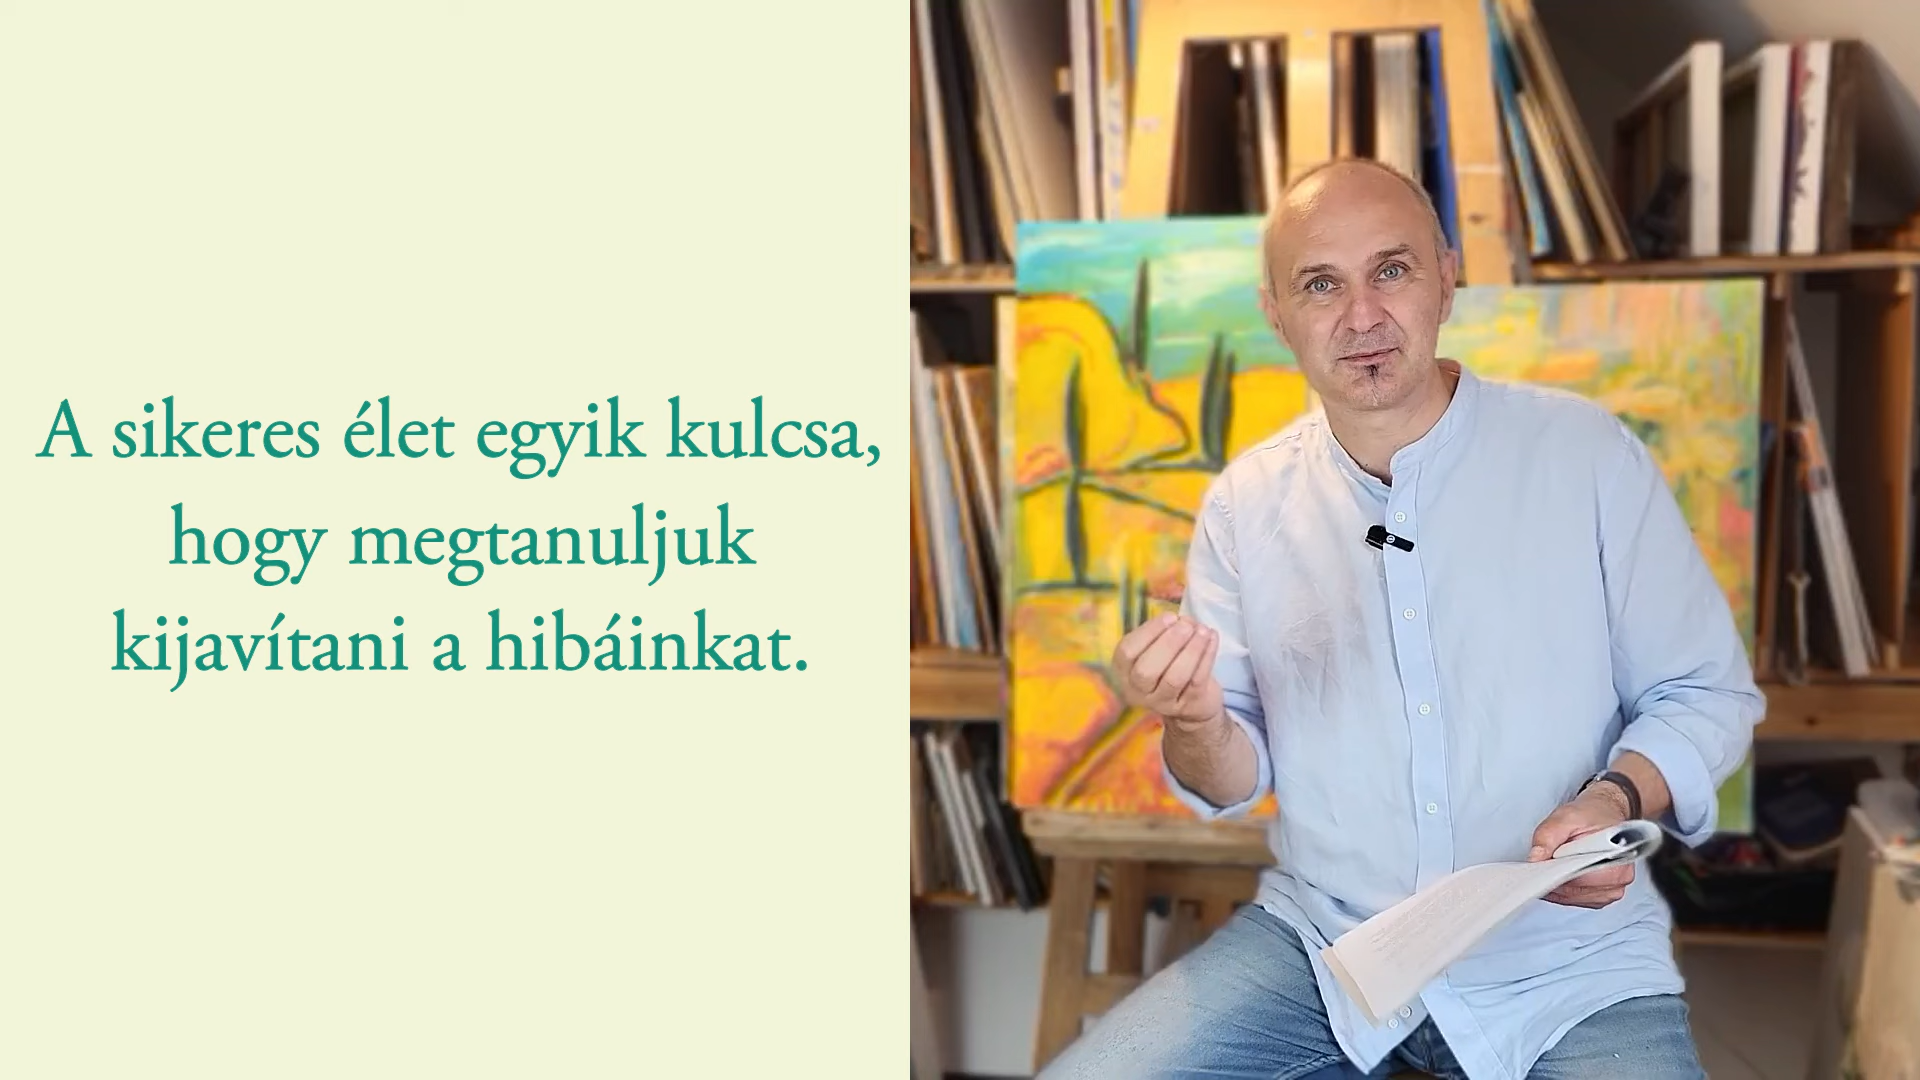 A sikeres élet egyik kulcsa,
hogy megtanuljuk
kijavítani a hibáinkat.